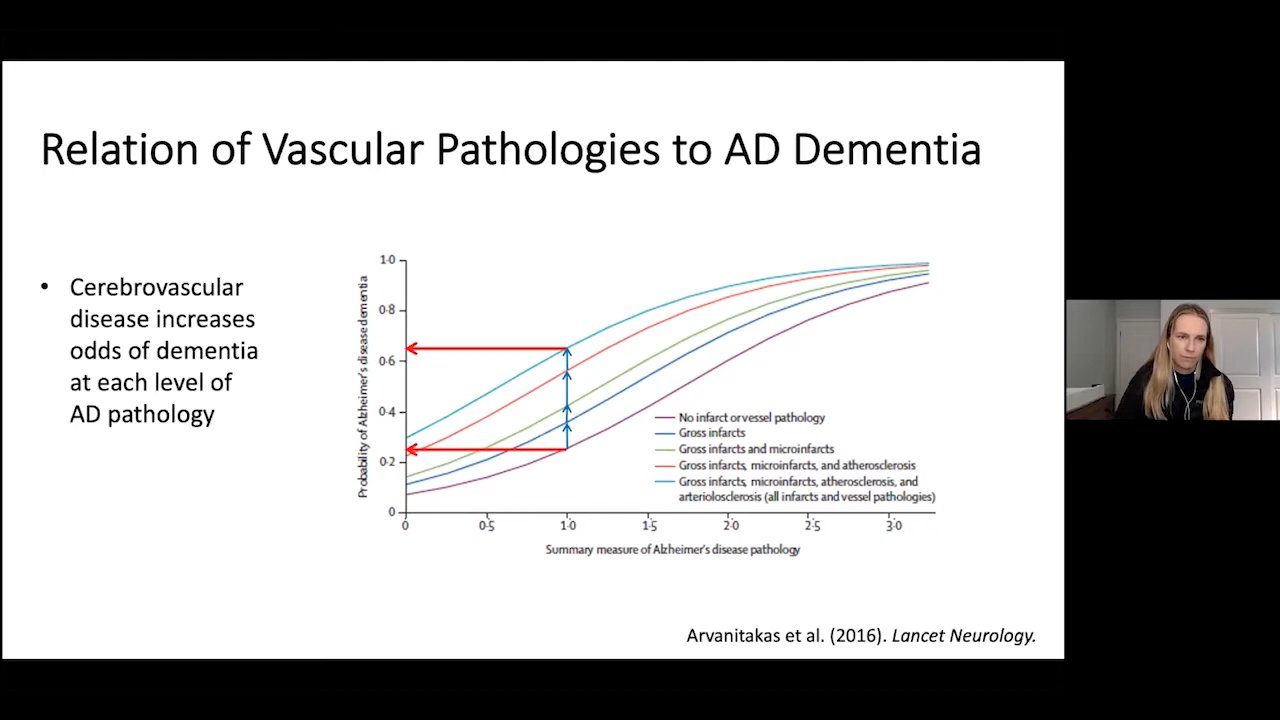 Relation of Vascular Pathologies to AD Dementia
• Cerebrovascular
disease increases
odds of dementia
at each level of
AD pathology
Probability of Alzheimer's disease dementia
1·0
0·8
0·6
0·4
0·2
0
0
0·5
1·0
1·5
2·0
2·5
3·0
Summary measure of Alzheimer's disease pathology
No infarct or vessel pathology
Gross infarcts
Gross infarcts and microinfarcts
Gross infarcts, microinfarcts, and atherosclerosis
Gross infarcts, microinfarcts, atherosclerosis, and
arteriolosclerosis (all infarcts and vessel pathologies)
Arvanitakas et al. (2016). Lancet Neurology.